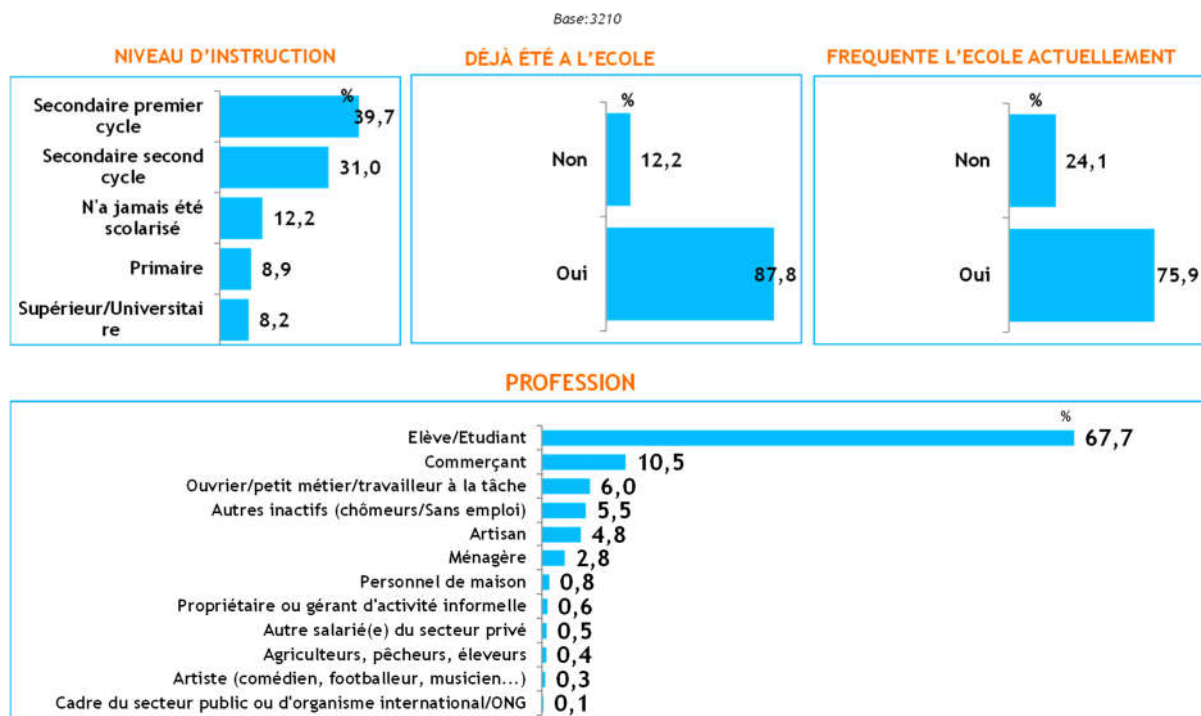 Base:3210
NIVEAU D'INSTRUCTION
%
Secondaire premier
cycle
39,7
Secondaire second
cycle
31,0
N'a jamais été
scolarisé
12,2
Primaire
8,9
Supérieur/Universitai
re
8,2
DÉJÀ ÉTÉ A L'ECOLE
%
Non
12,2
Oui
87,8
FREQUENTE L'ECOLE ACTUELLEMENT
%
Non
24,1
Oui
75,9
PROFESSION
%
Elève/Etudiant 67,7
Commerçant 10,5
Ouvrier/petit métier/travailleur à la tâche 6,0
Autres inactifs (chômeurs/Sans emploi) 5,5
Artisan 4,8
Ménagère 2,8
Personnel de maison 0,8
Propriétaire ou gérant d'activité informelle 0,6
Autre salarié(e) du secteur privé 0,5
Agriculteurs, pêcheurs, éleveurs 0,4
Artiste (comédien, footballeur, musicien...) 0,3
Cadre du secteur public ou d'organisme international/ONG 0,1